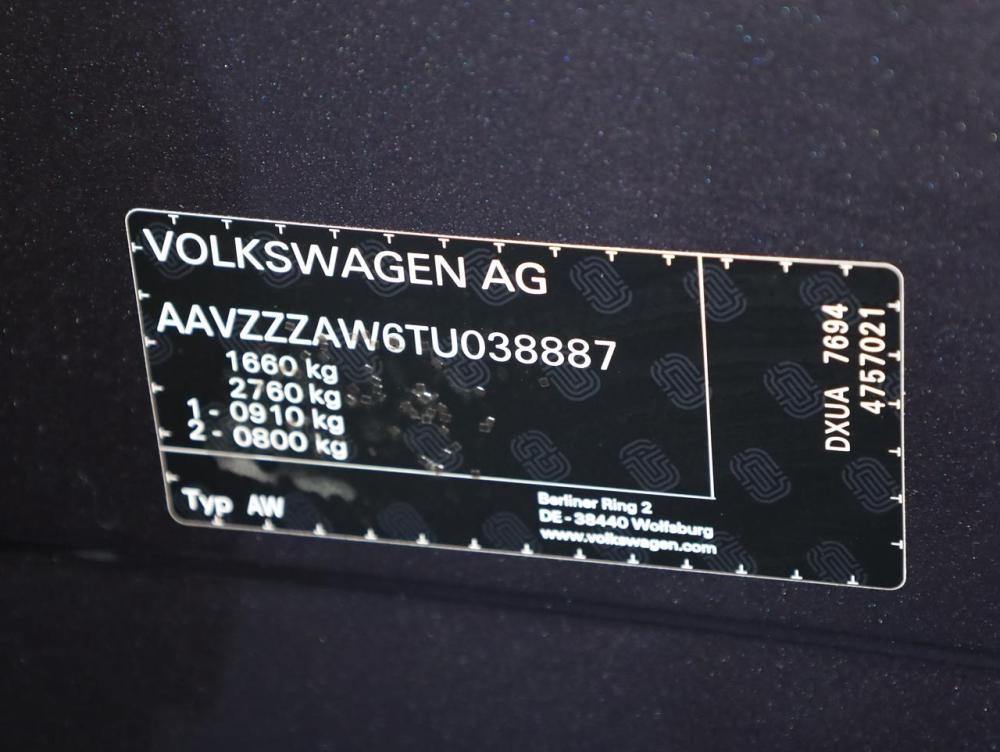 VOLKSWAGEN AG
AAVZZZAW6TU038887
1660 kg
2760 kg
1 - 0910 kg
2 - 0800 kg
Typ AW
Berliner Ring 2
DE - 38440 Wolfsburg
www.volkswagen.com
DXUA 7694
4757021